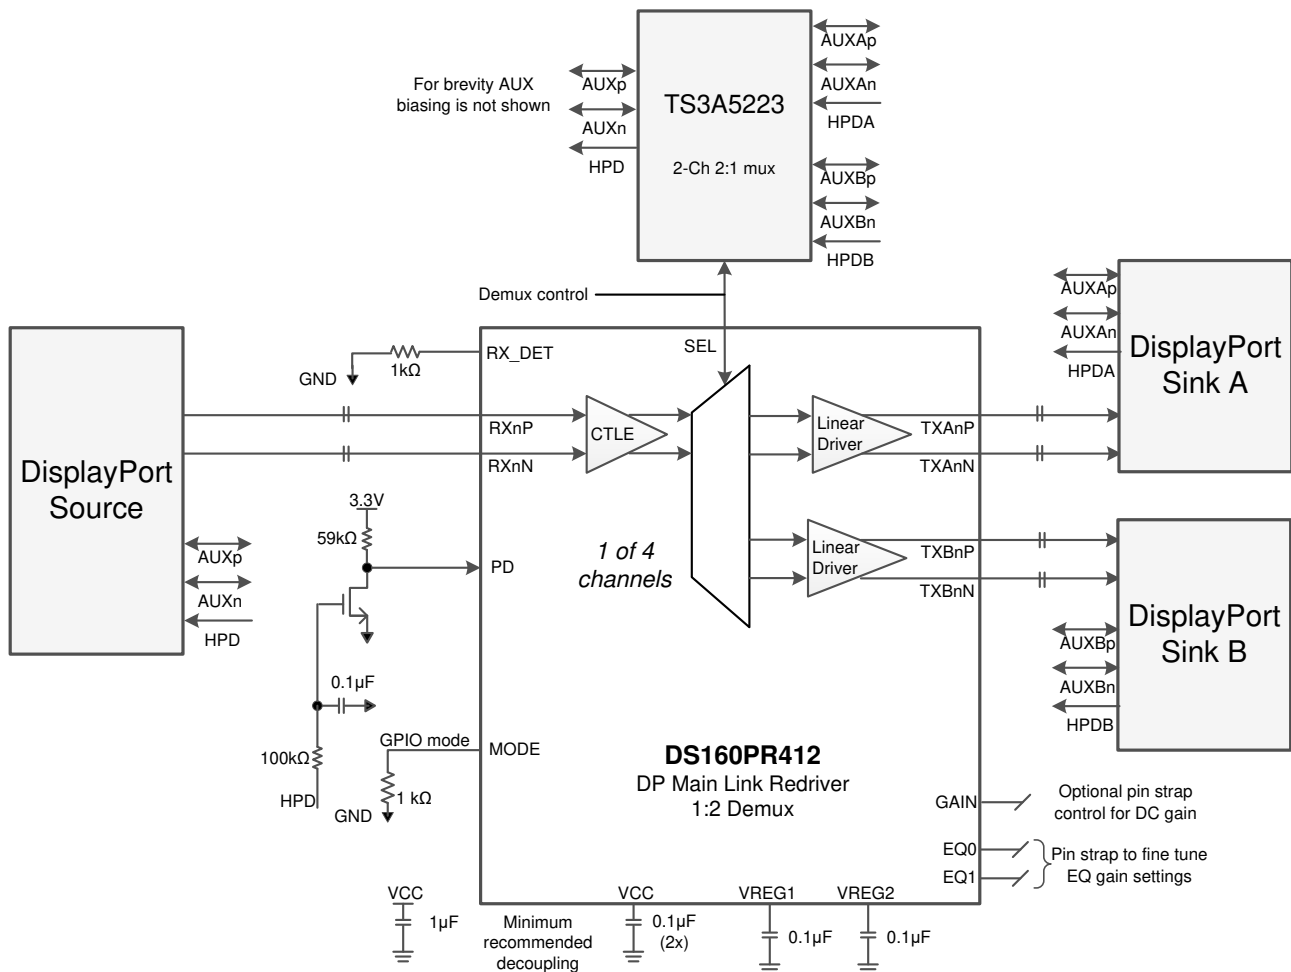 AUXAp
AUXAn
HPDA
AUXBp
AUXBn
HPDB
TS3A5223
2-Ch 2:1 mux
For brevity AUX
biasing is not shown
AUXp
AUXn
HPD
Demux control
SEL
DisplayPort
Source
AUXp
AUXn
HPD
GND
1kΩ
RX_DET
RXnP
RXnN
CTLE
Linear
Driver
TXAnP
TXAnN
Linear
Driver
TXBnP
TXBnN
1 of 4
channels
AUXAp
AUXAn
HPDA
DisplayPort
Sink A
DisplayPort
Sink B
AUXBp
AUXBn
HPDB
3.3V
59kΩ
PD
0.1µF
100kΩ
HPD
GPIO mode
MODE
1 kΩ
GND
DS160PR412
DP Main Link Redriver
1:2 Demux
GAIN
Optional pin strap
control for DC gain
EQ0
EQ1
Pin strap to fine tune
EQ gain settings
VCC
1µF
Minimum
recommended
decoupling
VCC
0.1µF
(2x)
VREG1
0.1µF
VREG2
0.1µF